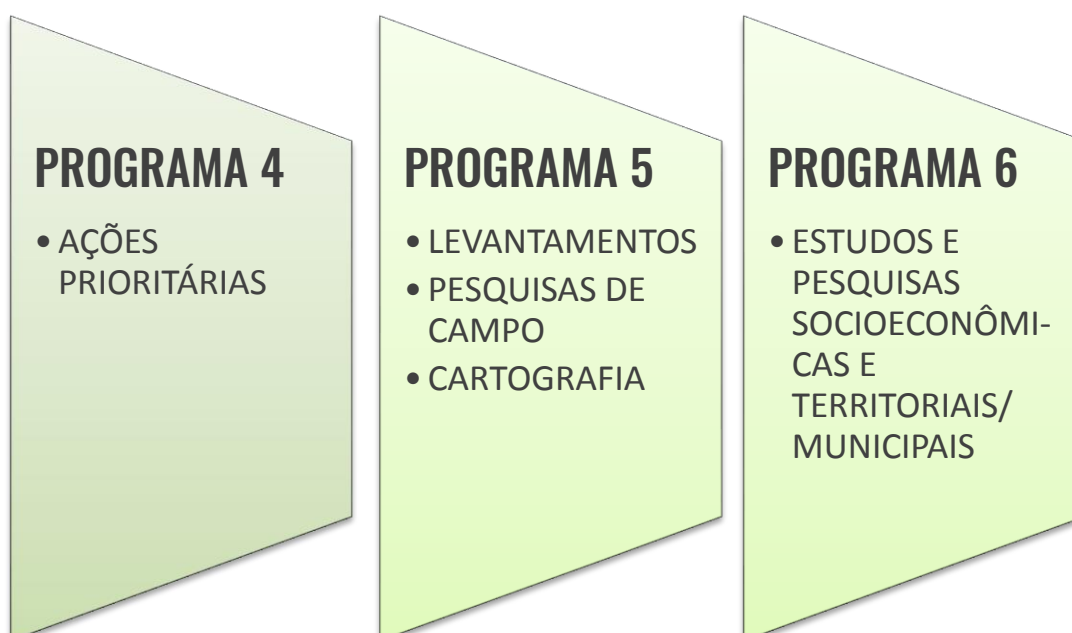 PROGRAMA 4
• AÇÕES
PRIORITÁRIAS
PROGRAMA 5
• LEVANTAMENTOS
• PESQUISAS DE
CAMPO
• CARTOGRAFIA
PROGRAMA 6
• ESTUDOS E
PESQUISAS
SOCIOECONÔMI-
CAS E
TERRITORIAIS/
MUNICIPAIS